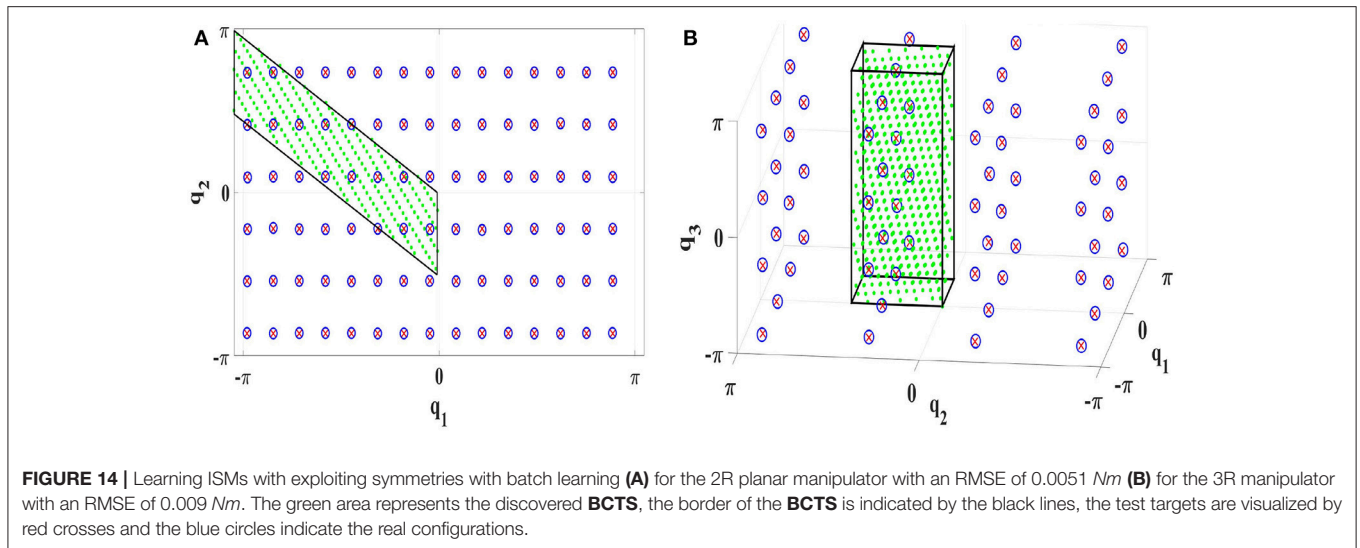 A
π
q2
0
-π
-π
0
π
q1
B
π
q3
0
-π
π
0
q2
-π
-π
0
q1
π
FIGURE 14 | Learning ISMs with exploiting symmetries with batch learning (A) for the 2R planar manipulator with an RMSE of 0.0051 Nm (B) for the 3R manipulator
with an RMSE of 0.009 Nm. The green area represents the discovered BCTS, the border of the BCTS is indicated by the black lines, the test targets are visualized by
red crosses and the blue circles indicate the real configurations.